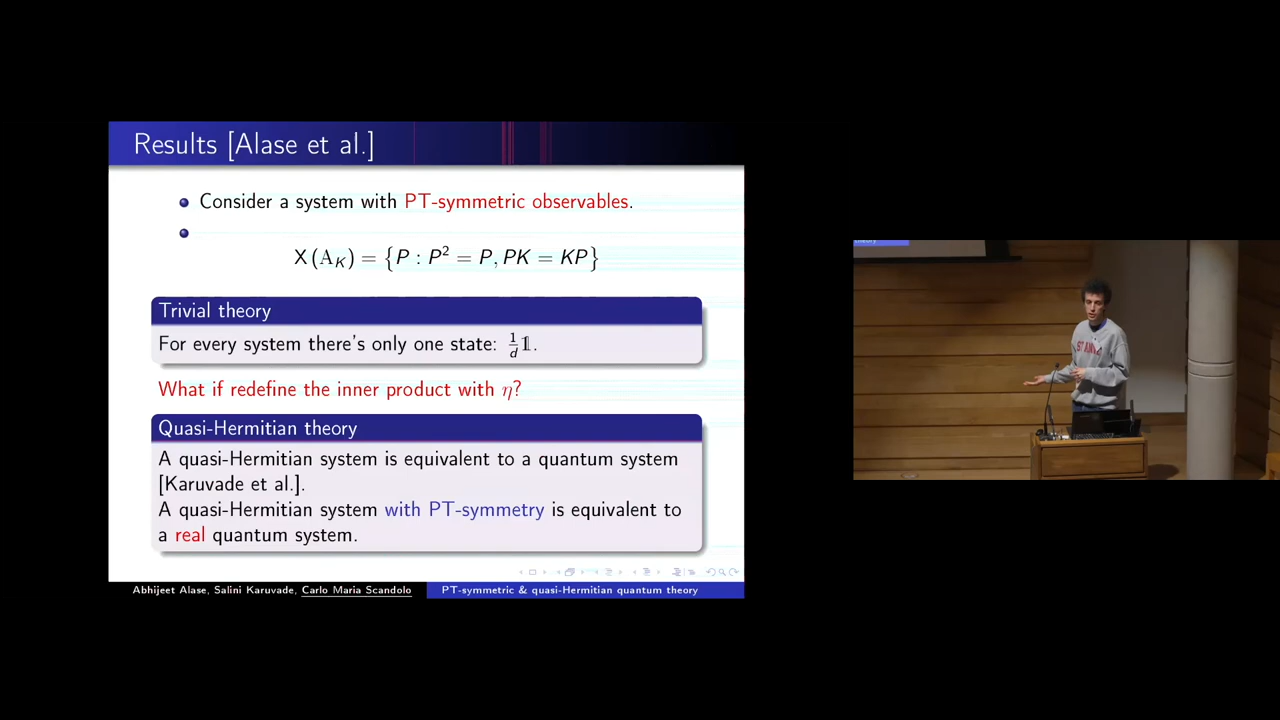 Results [Alase et al.]
Consider a system with PT-symmetric observables.
X(A_K) = {P : P² = P, PK = KP}
Trivial theory
For every system there's only one state: 1/d 𝟙.
What if redefine the inner product with η?
Quasi-Hermitian theory
A quasi-Hermitian system is equivalent to a quantum system
[Karuvade et al.].
A quasi-Hermitian system with PT-symmetry is equivalent to
a real quantum system.
Abhijeet Alase, Salini Karuvade, Carlo Maria Scandolo
PT-symmetric & quasi-Hermitian quantum theory
theory